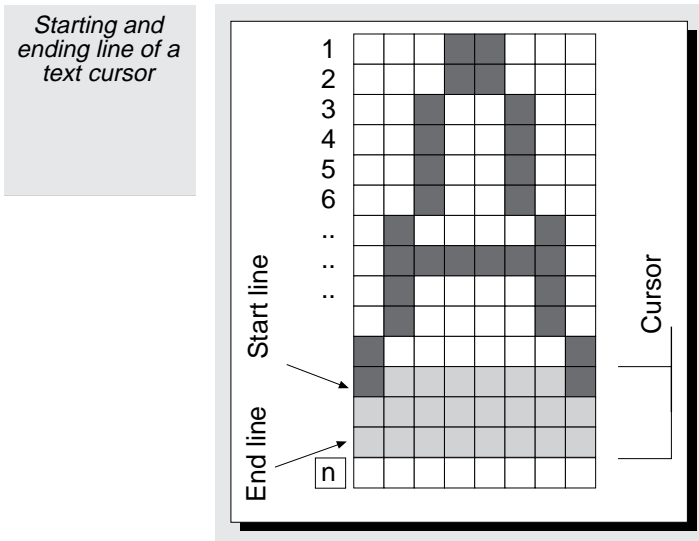 Starting and
ending line of a
text cursor
1
2
3
4
5
6
..
..
..
Start line
Cursor
End line
n